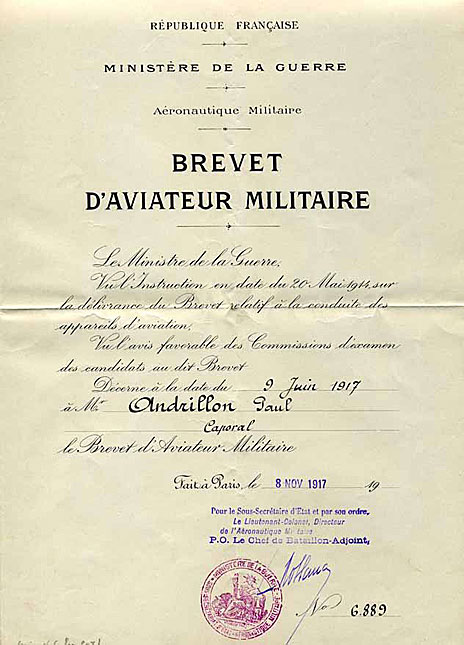 RÉPUBLIQUE FRANÇAISE
MINISTÈRE DE LA GUERRE
Aéronautique Militaire
BREVET
D'AVIATEUR MILITAIRE
Le Ministre de la Guerre,
Vu l'Instruction en date du 20 Mai 1914, sur
la délivrance du Brevet relatif à la conduite des
appareils d'aviation,
Vu l'avis favorable des Commissions d'examen
des candidats au dit Brevet
Décerne à la date du 9 Juin 1917
à Mr. Andrillon Paul
Caporal
le Brevet d'Aviateur Militaire
Fait à Paris, le 8 NOV 1917 19
Pour le Sous-Secrétaire d'Etat et par son ordre,
Le Lieutenant-Colonel, Directeur
de l'Aéronautique Militaire
P.O. Le Chef de Bataillon-Adjoint,
MINISTÈRE DE LA GUERRE
No 6.889